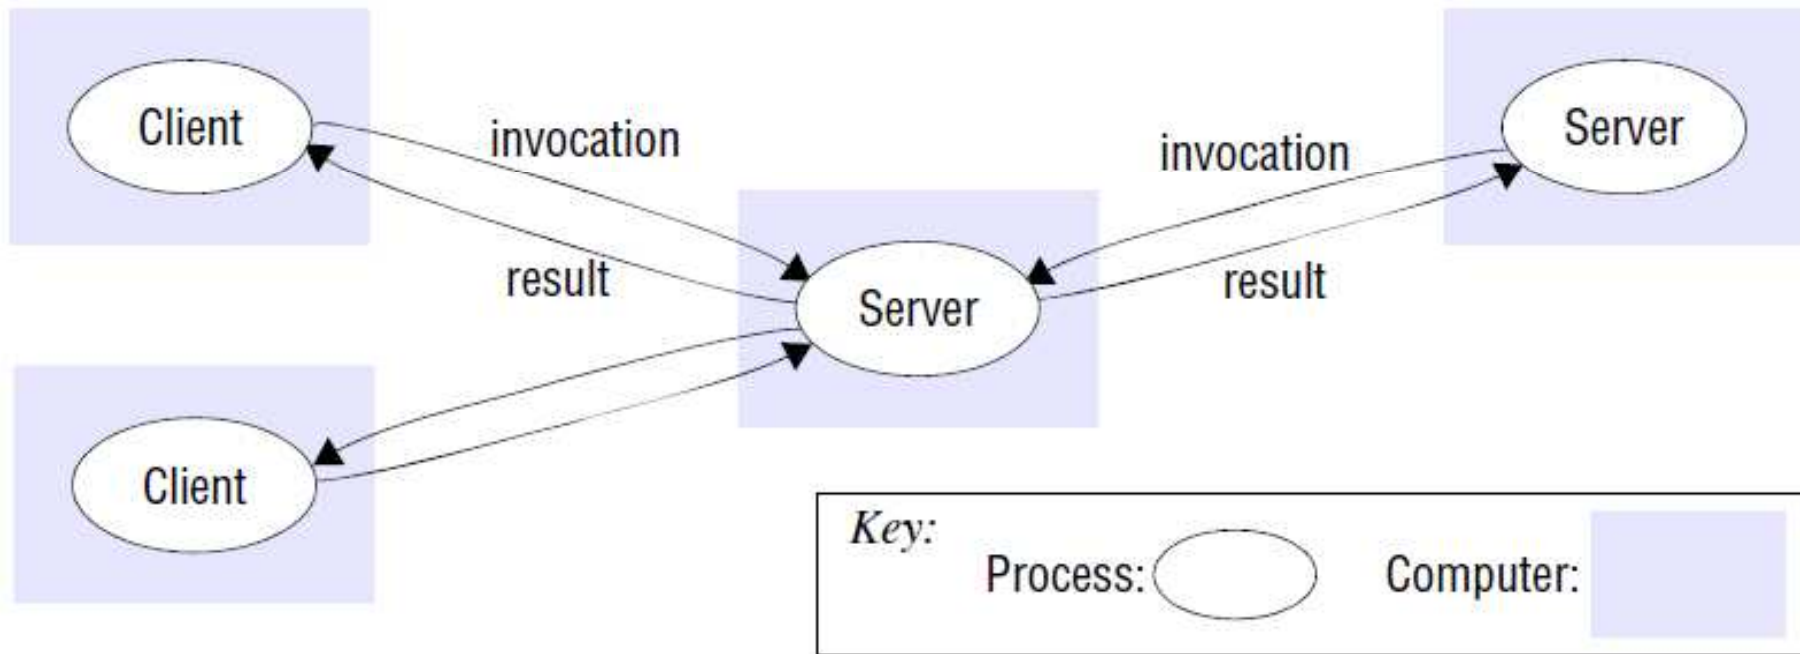 Client
invocation
invocation
Server
result
Server
result
Client
Key:
Process:
Computer: